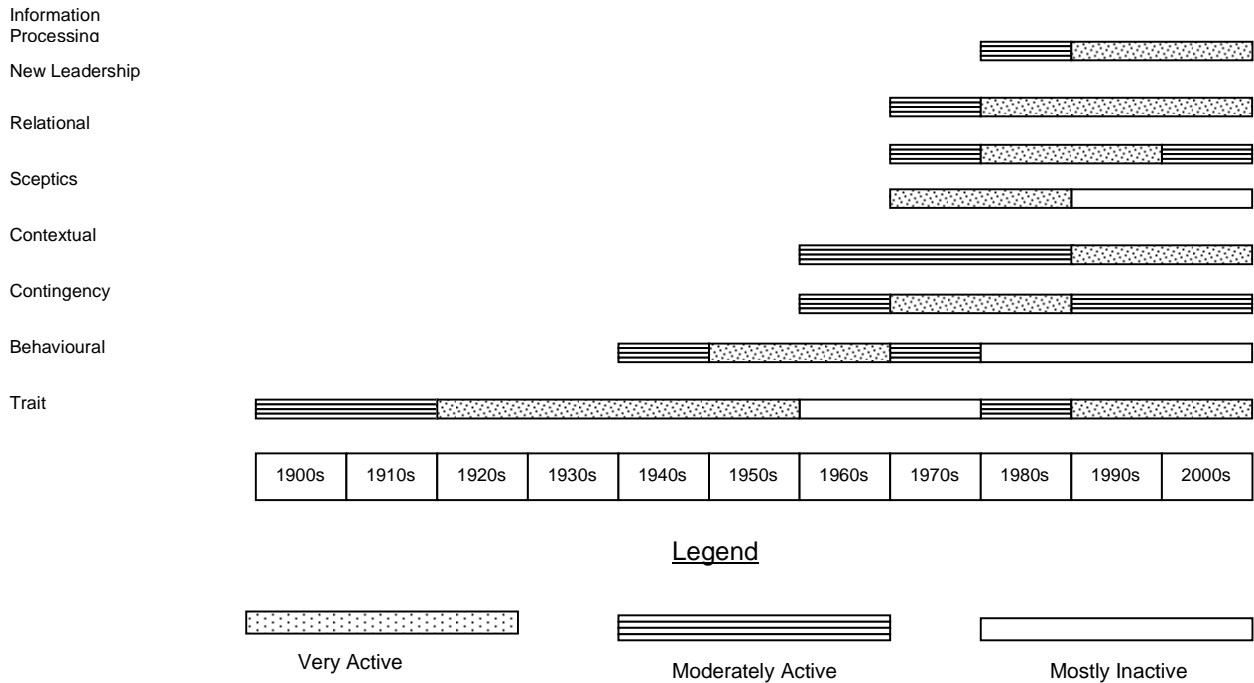 Information
Processing
New Leadership
Relational
Sceptics
Contextual
Contingency
Behavioural
Trait
1900s 1910s 1920s 1930s 1940s 1950s 1960s 1970s 1980s 1990s 2000s
Legend
Very Active
Moderately Active
Mostly Inactive